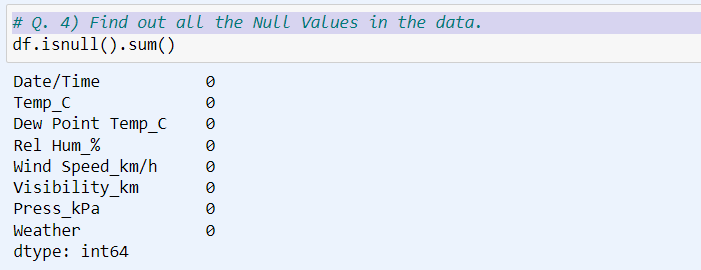 # Q. 4) Find out all the Null Values in the data.
df.isnull().sum()
Date/Time 0
Temp_C 0
Dew Point Temp_C 0
Rel Hum_% 0
Wind Speed_km/h 0
Visibility_km 0
Press_kPa 0
Weather 0
dtype: int64